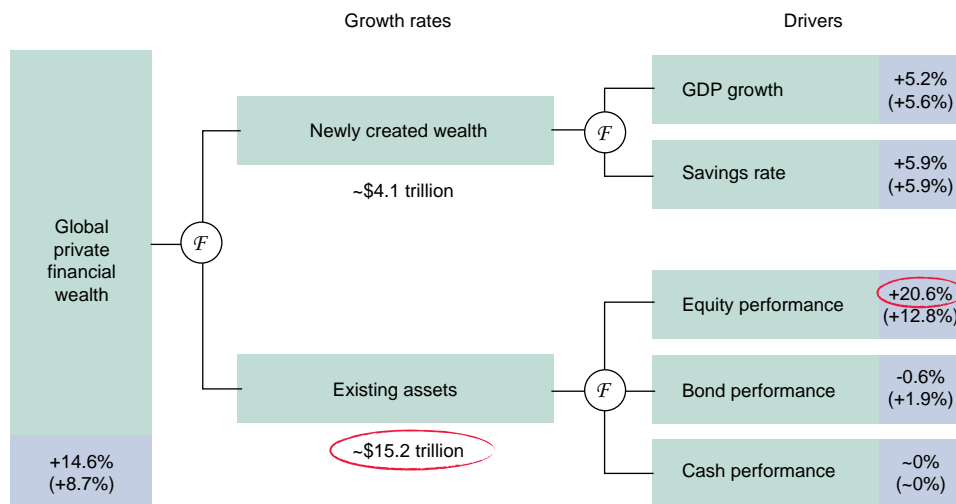 Growth rates
Drivers
Global
private
financial
wealth
+14.6%
(+8.7%)
ℱ
Newly created wealth
~$4.1 trillion
ℱ
GDP growth
+5.2%
(+5.6%)
Savings rate
+5.9%
(+5.9%)
Existing assets
~$15.2 trillion
ℱ
Equity performance
+20.6%
(+12.8%)
Bond performance
-0.6%
(+1.9%)
Cash performance
~0%
(~0%)